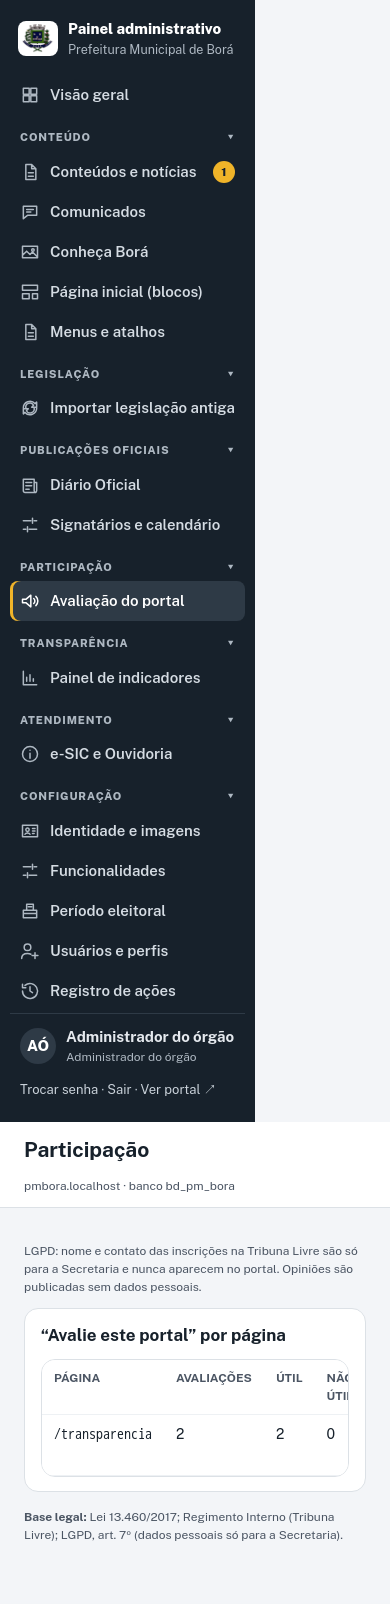 Painel administrativo
Prefeitura Municipal de Borá
Visão geral
CONTEÚDO ▾
Conteúdos e notícias 1
Comunicados
Conheça Borá
Página inicial (blocos)
Menus e atalhos
LEGISLAÇÃO ▾
Importar legislação antiga
PUBLICAÇÕES OFICIAIS ▾
Diário Oficial
Signatários e calendário
PARTICIPAÇÃO ▾
Avaliação do portal
TRANSPARÊNCIA ▾
Painel de indicadores
ATENDIMENTO ▾
e-SIC e Ouvidoria
CONFIGURAÇÃO ▾
Identidade e imagens
Funcionalidades
Período eleitoral
Usuários e perfis
Registro de ações
AÓ Administrador do órgão
Administrador do órgão
Trocar senha · Sair · Ver portal ↗
Participação
pmbora.localhost · banco bd_pm_bora
LGPD: nome e contato das inscrições na Tribuna Livre são só
para a Secretaria e nunca aparecem no portal. Opiniões são
publicadas sem dados pessoais.
“Avalie este portal” por página
PÁGINA AVALIAÇÕES ÚTIL
/transparencia 2 2 0
Base legal: Lei 13.460/2017; Regimento Interno (Tribuna
Livre); LGPD, art. 7º (dados pessoais só para a Secretaria).